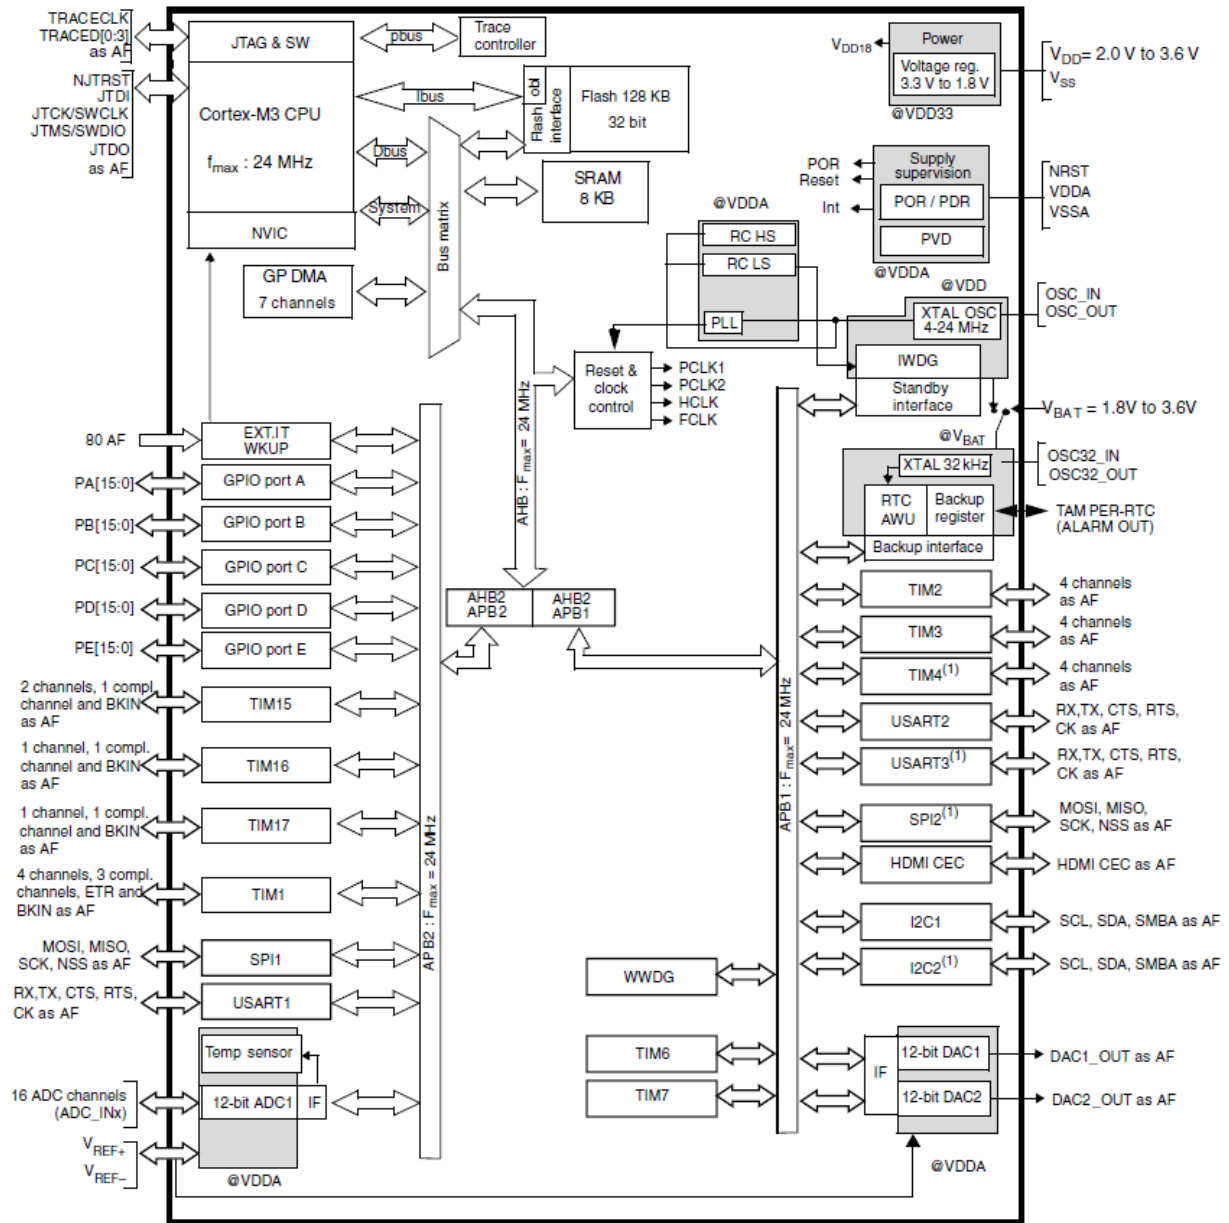 TRACECLK
TRACED[0:3]
as AF
NJTRST
JTDI
JTCK/SWCLK
JTMS/SWDIO
JTDO
as AF
JTAG & SW
Cortex-M3 CPU
fmax : 24 MHz
NVIC
pbus
Trace
controller
Ibus
Dbus
System
Flash obl
interface
Flash 128 KB
32 bit
SRAM
8 KB
Bus matrix
GP DMA
7 channels
VDD18
Power
Voltage reg.
3.3 V to 1.8 V
@VDD33
VDD= 2.0 V to 3.6 V
VSS
POR
Reset
Int
Supply
supervision
POR / PDR
PVD
@VDDA
NRST
VDDA
VSSA
@VDDA
RC HS
RC LS
PLL
@VDD
XTAL OSC
4-24 MHz
OSC_IN
OSC_OUT
IWDG
Standby
interface
Reset &
clock
control
PCLK1
PCLK2
HCLK
FCLK
VBAT = 1.8V to 3.6V
@VBAT
XTAL 32 kHz
OSC32_IN
OSC32_OUT
RTC
AWU
Backup
register
Backup interface
TAM PER-RTC
(ALARM OUT)
AHB : Fmax= 24 MHz
AHB2
APB2
AHB2
APB1
APB2 : Fmax = 24 MHz
APB1 : Fmax= 24 MHz
80 AF
EXT.IT
WKUP
PA[15:0]
GPIO port A
PB[15:0]
GPIO port B
PC[15:0]
GPIO port C
PD[15:0]
GPIO port D
PE[15:0]
GPIO port E
2 channels, 1 compl.
channel and BKIN
as AF
TIM15
1 channel, 1 compl.
channel and BKIN
as AF
TIM16
1 channel, 1 compl.
channel and BKIN
as AF
TIM17
4 channels, 3 compl.
channels, ETR and
BKIN as AF
TIM1
MOSI, MISO,
SCK, NSS as AF
SPI1
RX,TX, CTS, RTS,
CK as AF
USART1
Temp sensor
16 ADC channels
(ADC_INx)
12-bit ADC1
IF
VREF+
VREF–
@VDDA
TIM2
4 channels
as AF
TIM3
4 channels
as AF
TIM4(1)
4 channels
as AF
USART2
RX,TX, CTS, RTS,
CK as AF
USART3(1)
RX,TX, CTS, RTS,
CK as AF
SPI2(1)
MOSI, MISO,
SCK, NSS as AF
HDMI CEC
HDMI CEC as AF
I2C1
SCL, SDA, SMBA as AF
I2C2(1)
SCL, SDA, SMBA as AF
WWDG
TIM6
TIM7
IF
12-bit DAC1
DAC1_OUT as AF
12-bit DAC2
DAC2_OUT as AF
@VDDA